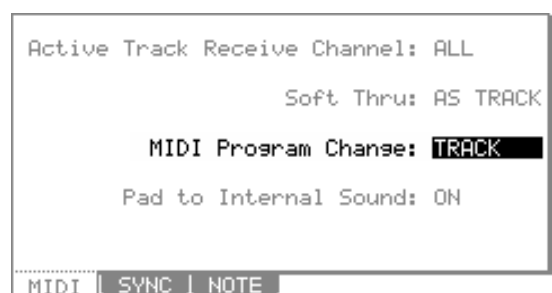 Active Track Receive Channel: ALL
Soft Thru: AS TRACK
MIDI Program Change: TRACK
Pad to Internal Sound: ON
MIDI | SYNC | NOTE